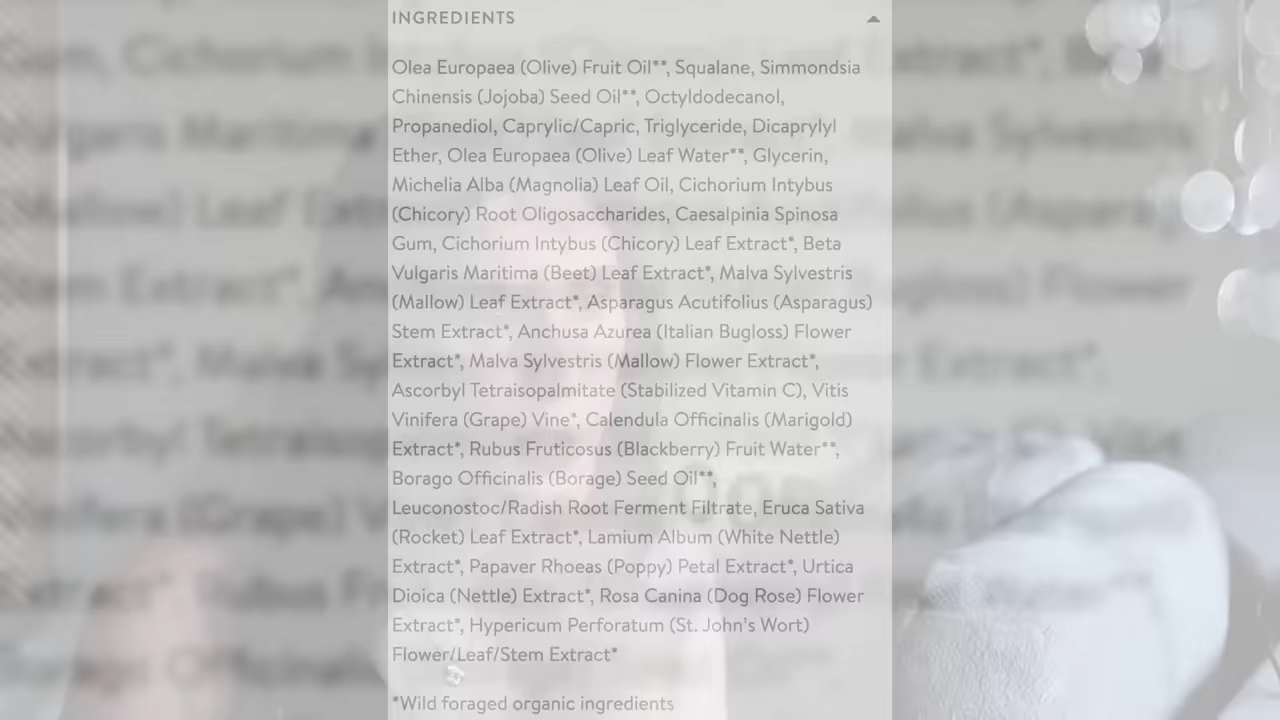 INGREDIENTS
Olea Europaea (Olive) Fruit Oil**, Squalane, Simmondsia
Chinensis (Jojoba) Seed Oil**, Octyldodecanol,
Propanediol, Caprylic/Capric, Triglyceride, Dicaprylyl
Ether, Olea Europaea (Olive) Leaf Water**, Glycerin,
Michelia Alba (Magnolia) Leaf Oil, Cichorium Intybus
(Chicory) Root Oligosaccharides, Caesalpinia Spinosa
Gum, Cichorium Intybus (Chicory) Leaf Extract*, Beta
Vulgaris Maritima (Beet) Leaf Extract*, Malva Sylvestris
(Mallow) Leaf Extract*, Asparagus Acutifolius (Asparagus)
Stem Extract*, Anchusa Azurea (Italian Bugloss) Flower
Extract*, Malva Sylvestris (Mallow) Flower Extract*,
Ascorbyl Tetraisopalmitate (Stabilized Vitamin C), Vitis
Vinifera (Grape) Vine*, Calendula Officinalis (Marigold)
Extract*, Rubus Fruticosus (Blackberry) Fruit Water**,
Borago Officinalis (Borage) Seed Oil**,
Leuconostoc/Radish Root Ferment Filtrate, Eruca Sativa
(Rocket) Leaf Extract*, Lamium Album (White Nettle)
Extract*, Papaver Rhoeas (Poppy) Petal Extract*, Urtica
Dioica (Nettle) Extract*, Rosa Canina (Dog Rose) Flower
Extract*, Hypericum Perforatum (St. John's Wort)
Flower/Leaf/Stem Extract*
*Wild foraged organic ingredients